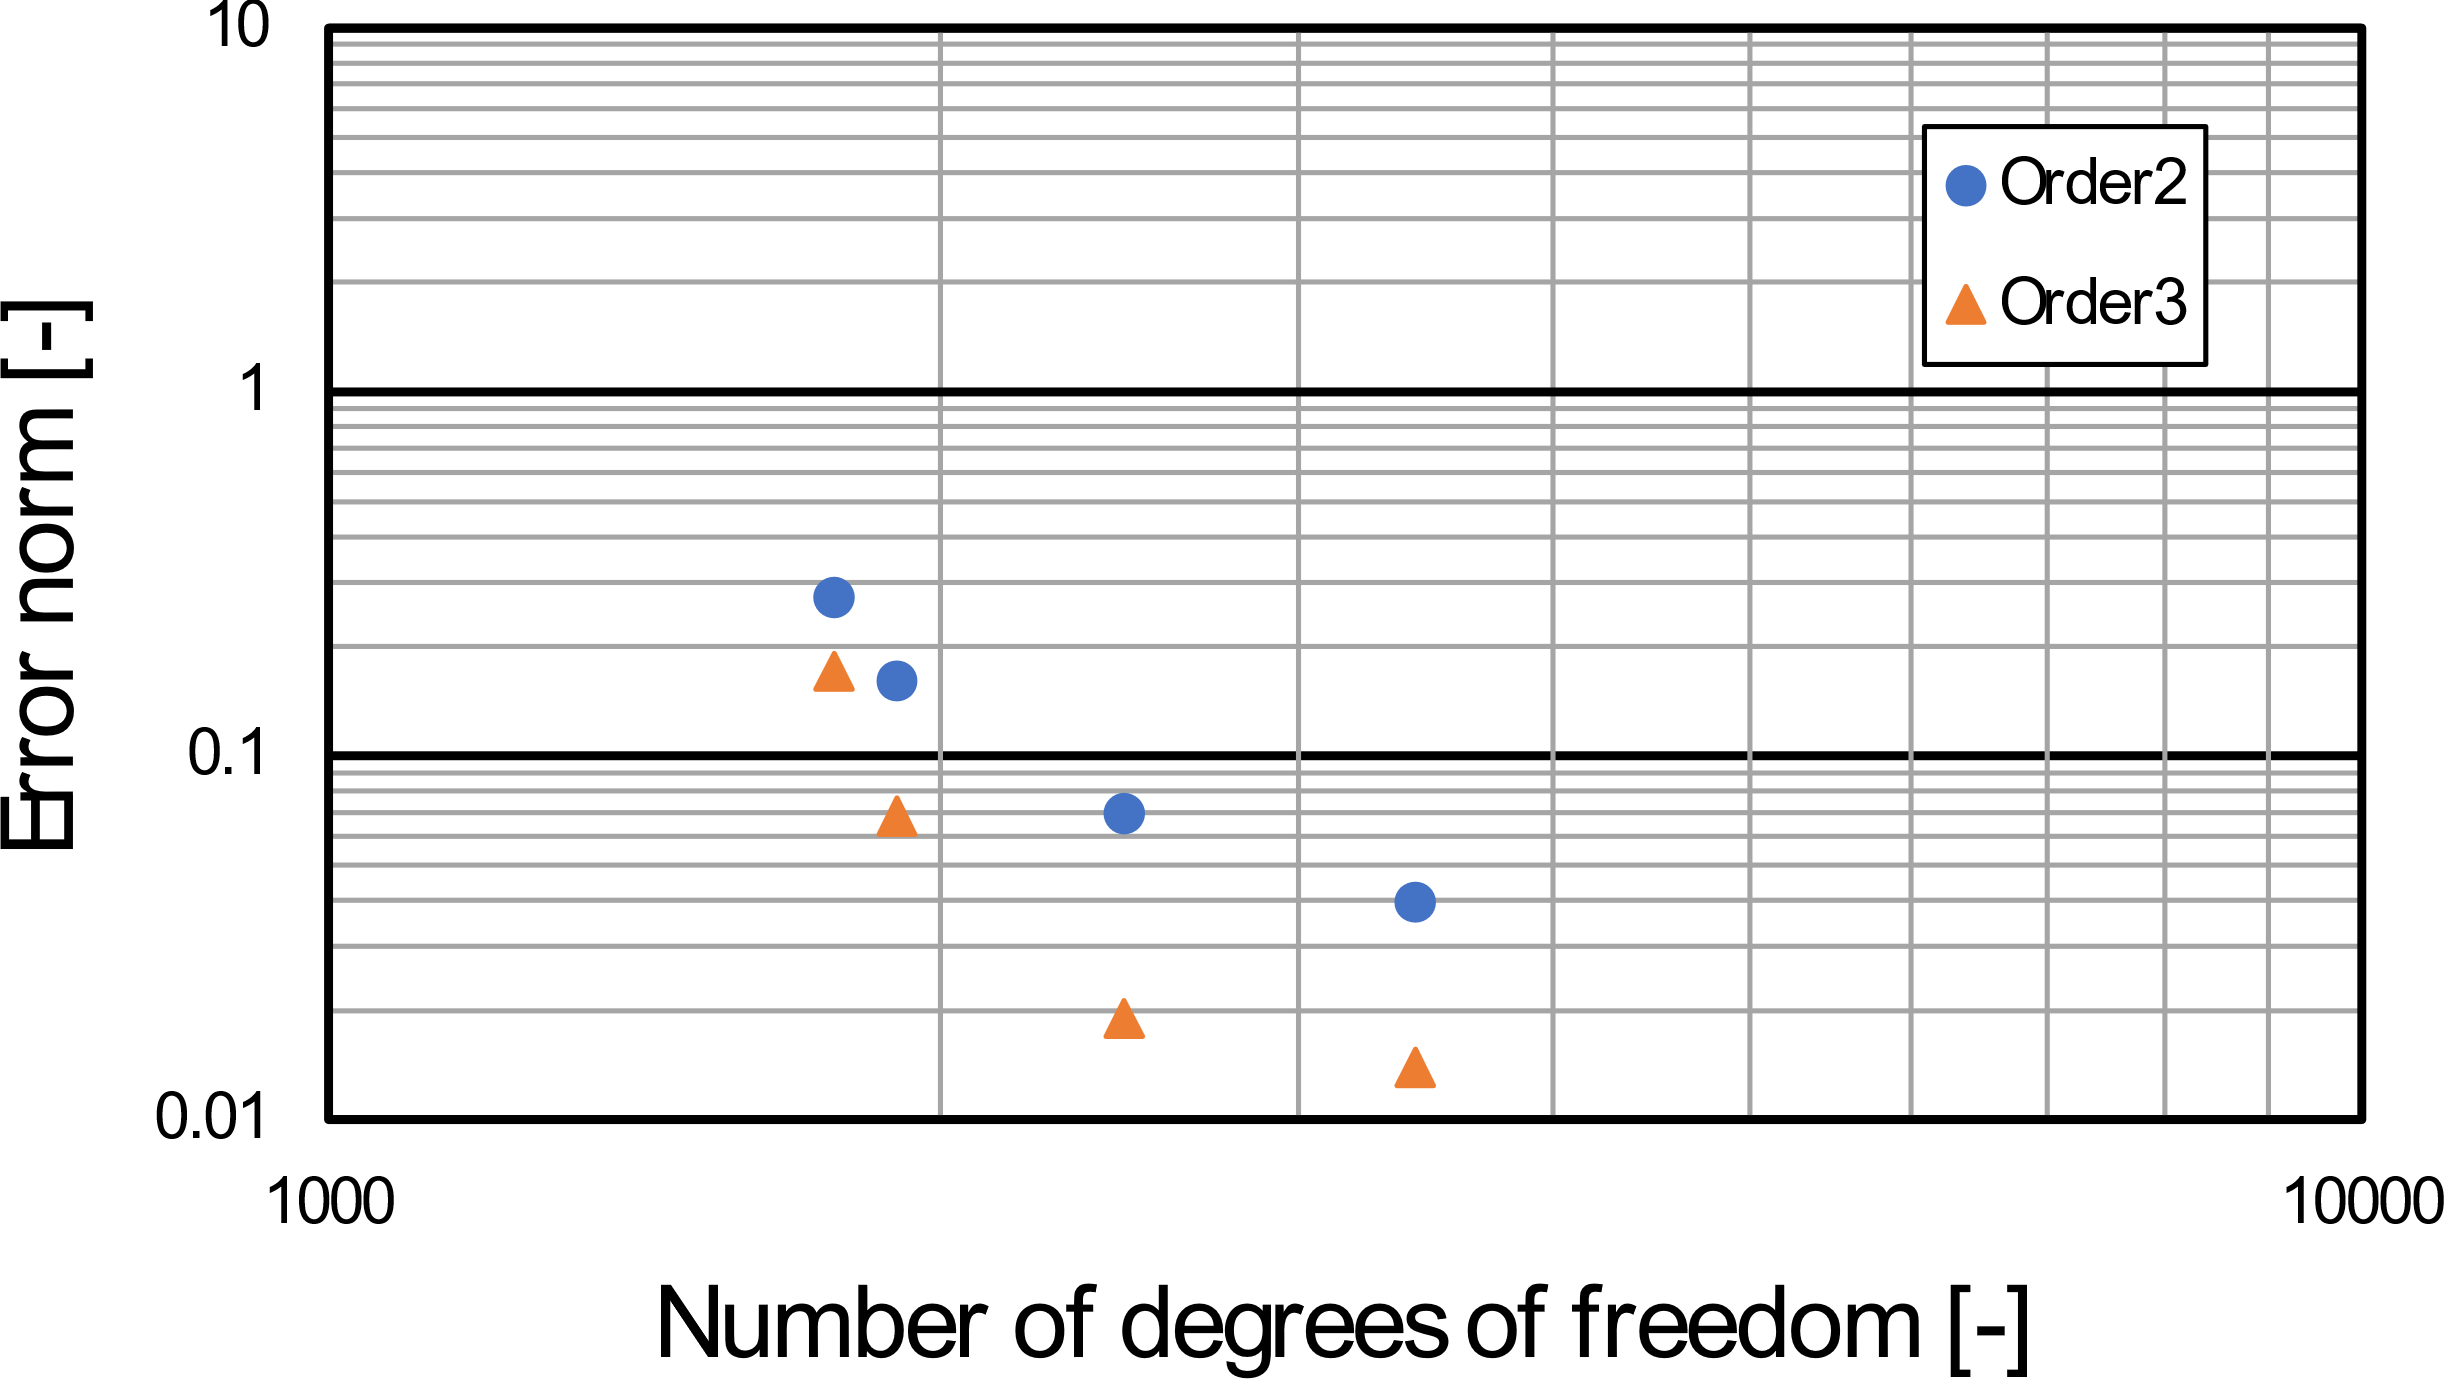 10
1
0.1
0.01
Error norm [-]
Order2
Order3
1000
10000
Number of degrees of freedom [-]